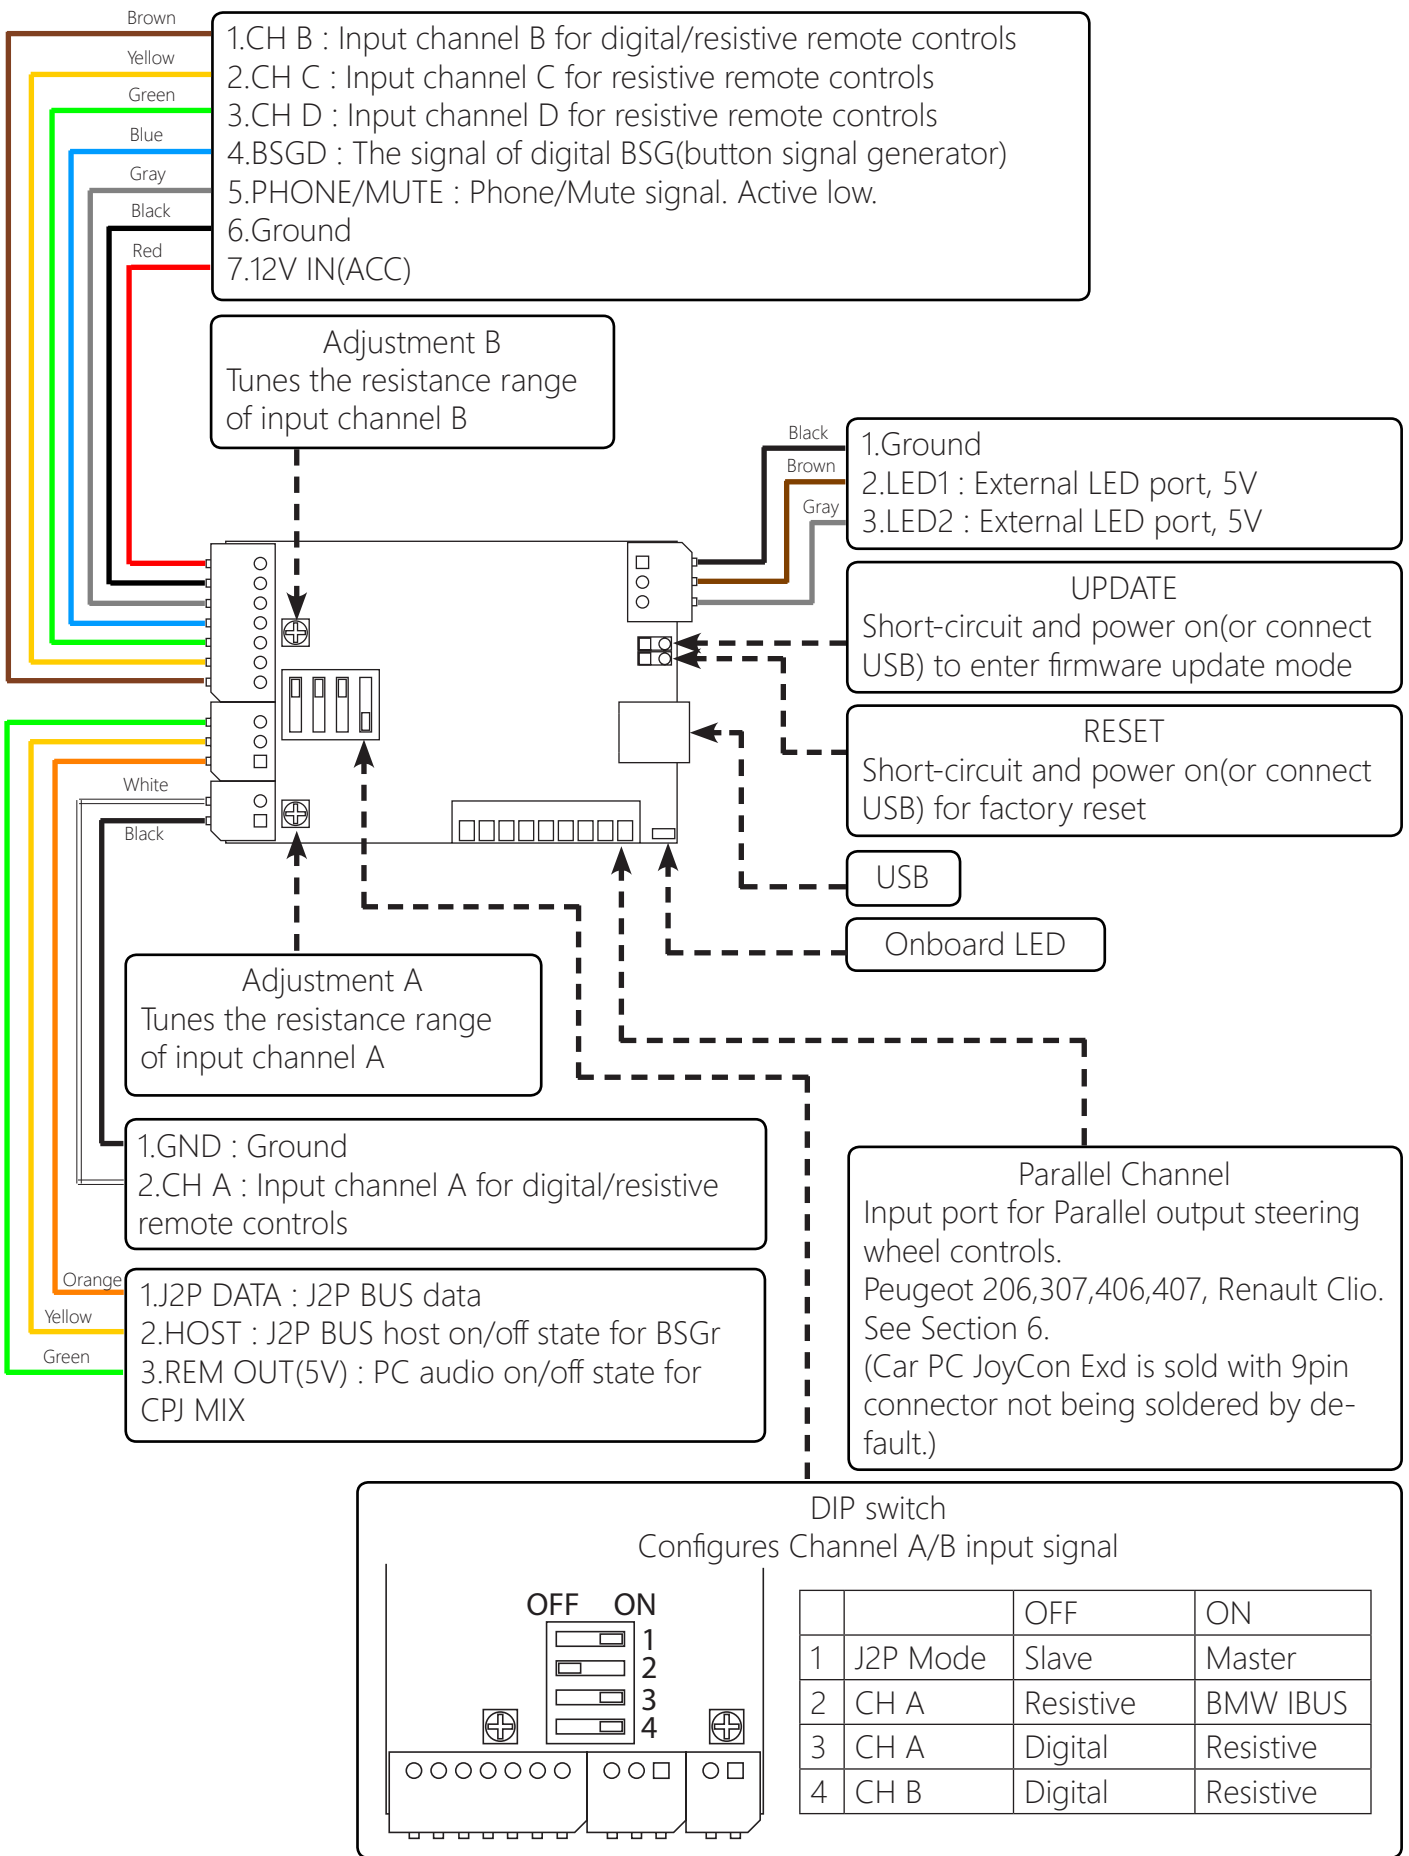 Brown
Yellow
Green
Blue
Gray
Black
Red
1.CH B : Input channel B for digital/resistive remote controls
2.CH C : Input channel C for resistive remote controls
3.CH D : Input channel D for resistive remote controls
4.BSGD : The signal of digital BSG(button signal generator)
5.PHONE/MUTE : Phone/Mute signal. Active low.
6.Ground
7.12V IN(ACC)
Adjustment B
Tunes the resistance range
of input channel B
Black
Brown
Gray
1.Ground
2.LED1 : External LED port, 5V
3.LED2 : External LED port, 5V
UPDATE
Short-circuit and power on(or connect
USB) to enter firmware update mode
RESET
Short-circuit and power on(or connect
USB) for factory reset
USB
Onboard LED
White
Black
Adjustment A
Tunes the resistance range
of input channel A
1.GND : Ground
2.CH A : Input channel A for digital/resistive
remote controls
Orange
Yellow
Green
1.J2P DATA : J2P BUS data
2.HOST : J2P BUS host on/off state for BSGr
3.REM OUT(5V) : PC audio on/off state for
CPJ MIX
Parallel Channel
Input port for Parallel output steering
wheel controls.
Peugeot 206,307,406,407, Renault Clio.
See Section 6.
(Car PC JoyCon Exd is sold with 9pin
connector not being soldered by de-
fault.)
DIP switch
Configures Channel A/B input signal
OFF ON
1
2
3
4
OFF ON
1 J2P Mode Slave Master
2 CH A Resistive BMW IBUS
3 CH A Digital Resistive
4 CH B Digital Resistive